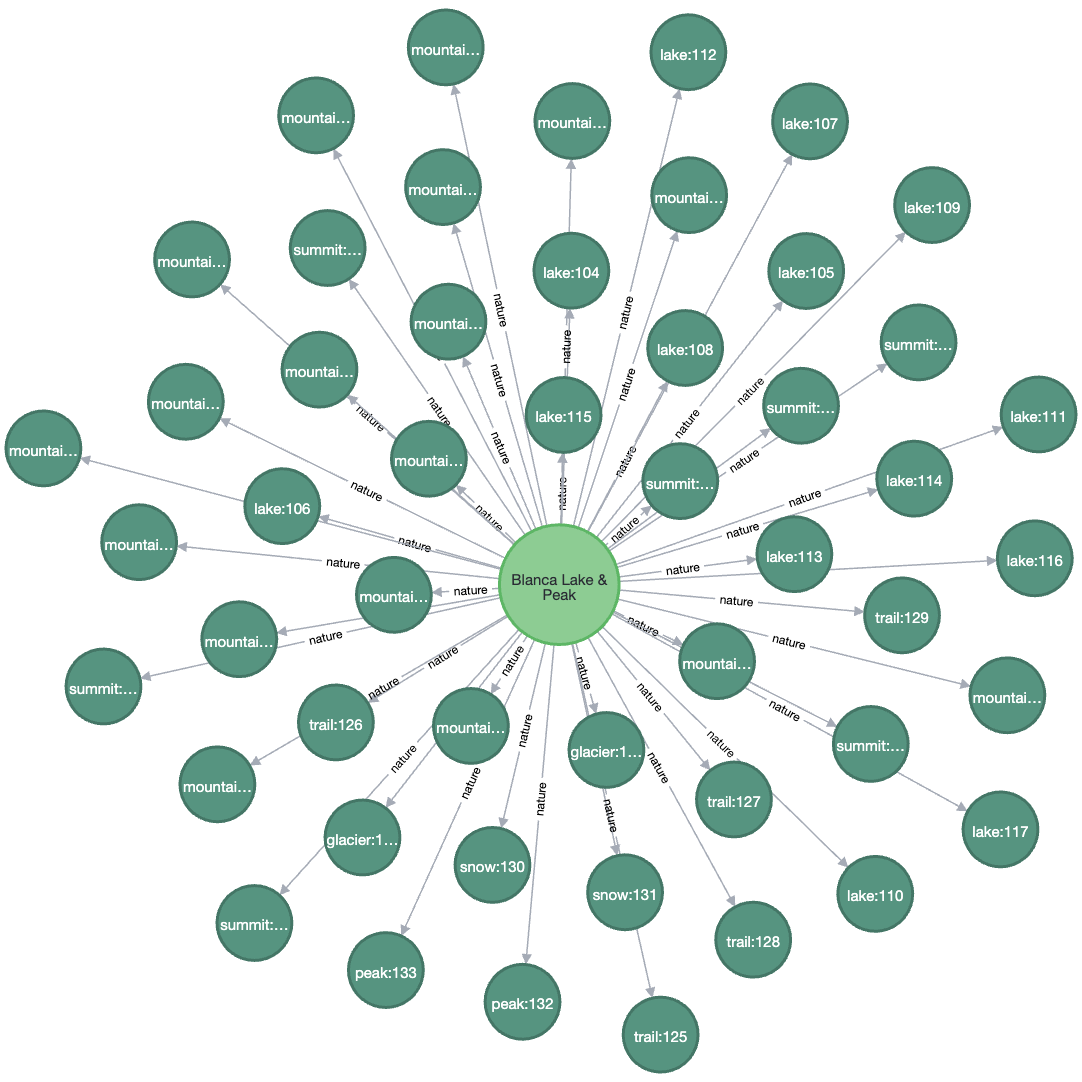 mountai...
lake:112
mountai...
mountai...
lake:107
mountai...
mountai...
lake:109
summit:...
mountai...
lake:104
lake:105
nature
nature
mountai...
summit:...
nature
lake:108
mountai...
nature
nature
nature
mountai...
nature
nature
summit:...
lake:111
nature
lake:115
mountai...
nature
mountai...
nature
nature
lake:114
summit:...
nature
nature
nature
lake:106
nature
nature
nature
mountai...
nature
lake:113
lake:116
nature
nature
Blanca Lake &
Peak
mountai...
nature
nature
trail:129
nature
mountai...
nature
nature
nature
nature
mountai...
nature
summit:...
nature
mountai...
nature
nature
trail:126
mountai...
nature
nature
summit:...
glacier:1...
nature
nature
nature
mountai...
nature
trail:127
nature
nature
lake:117
glacier:1...
snow:130
snow:131
lake:110
summit:...
trail:128
peak:133
peak:132
trail:125